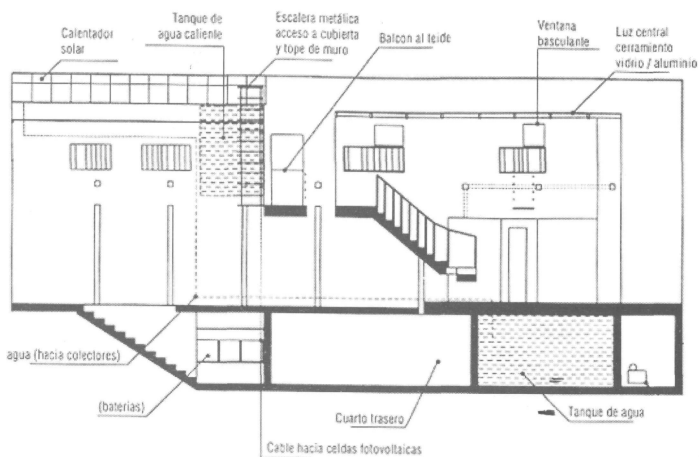 Calentador
solar
Tanque de
agua caliente
Escalera metálica
acceso a cubierta
y tope de muro
Balcon al teide
Ventana
basculante
Luz central
cerramiento
vidrio / aluminio
agua (hacia colectores)
(baterias)
Cuarto trasero
Tanque de agua
Cable hacia celdas fotovoltaicas